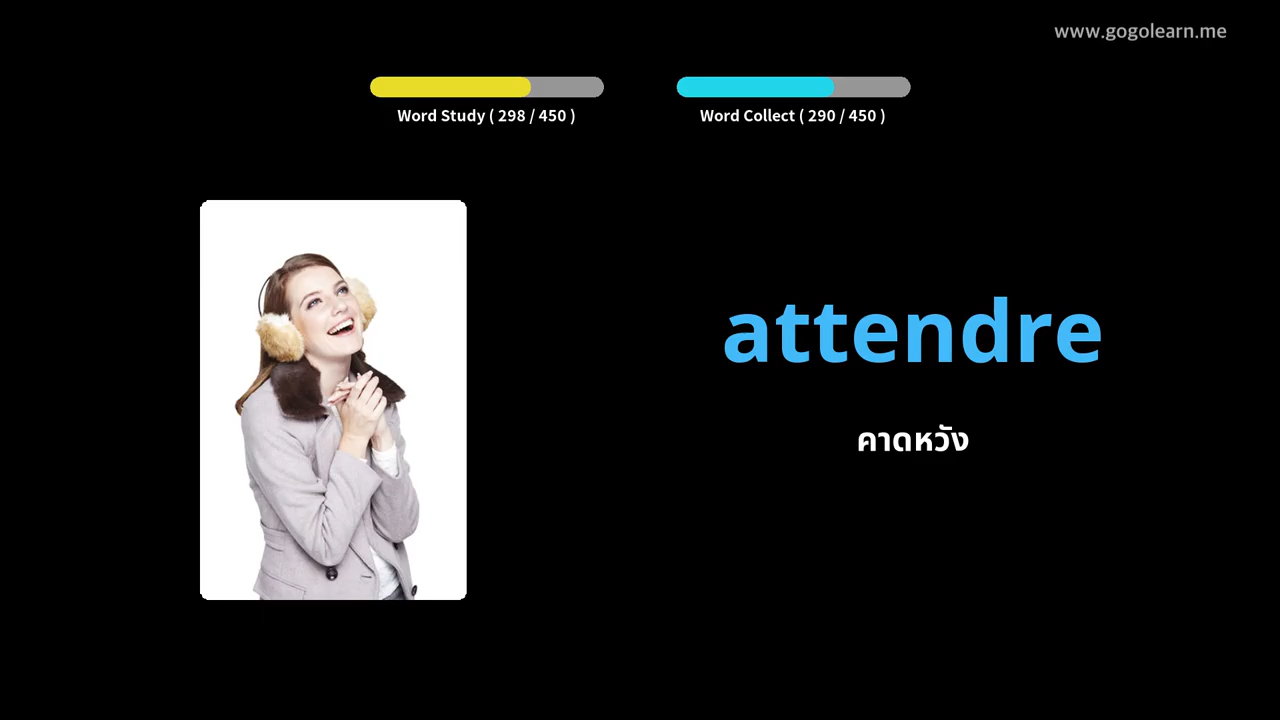 www.gogolearn.me
Word Study ( 298 / 450 )
Word Collect ( 290 / 450 )
attendre
คาดหวัง